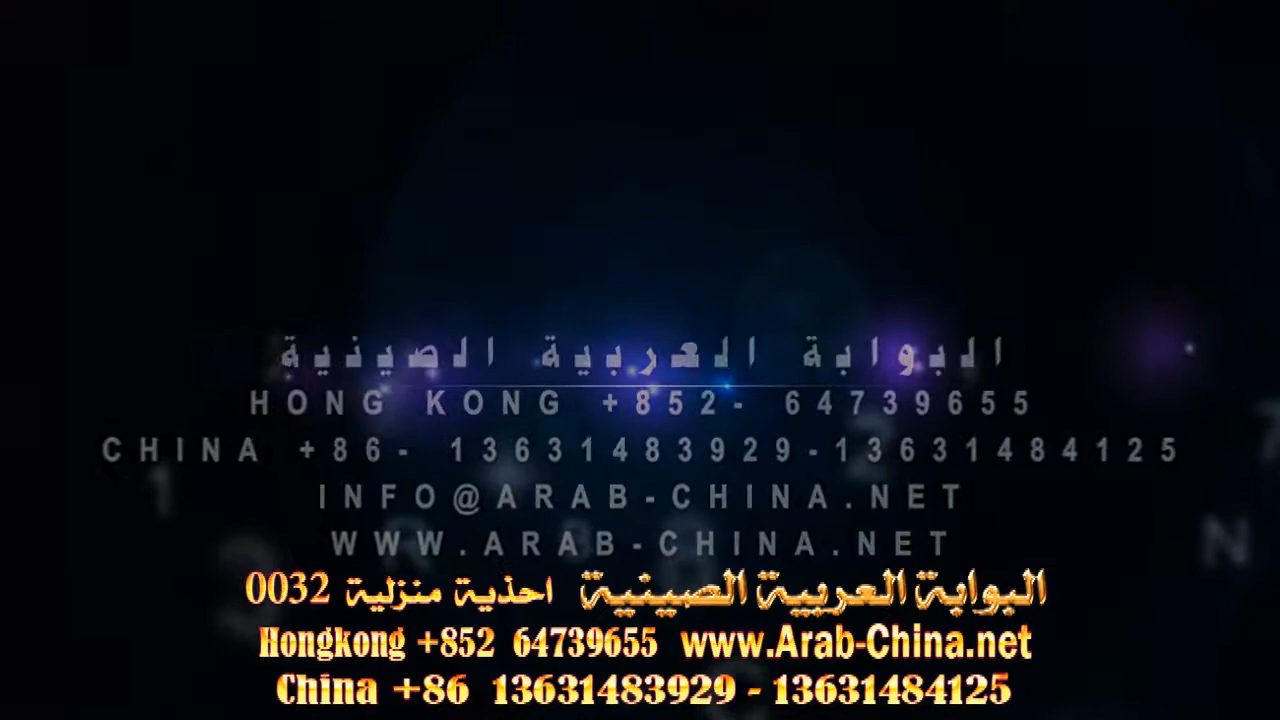 البوابة العربية الصينية
HONG KONG +852- 64739655
CHINA +86- 13631483929-13631484125
INFO@ARAB-CHINA.NET
WWW.ARAB-CHINA.NET
البوابة العربية الصينية احذية منزلية 0032
Hongkong +852 64739655 www.Arab-China.net
China +86 13631483929 - 13631484125